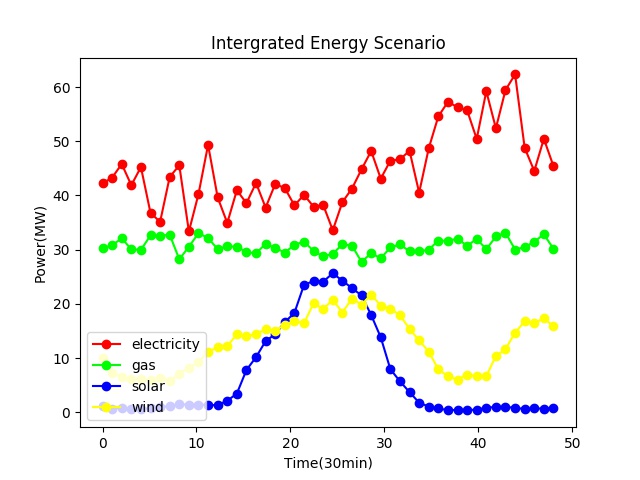 Intergrated Energy Scenario
Power(MW)
60
50
40
30
20
10
0
electricity
gas
solar
wind
0 10 20 30 40 50
Time(30min)